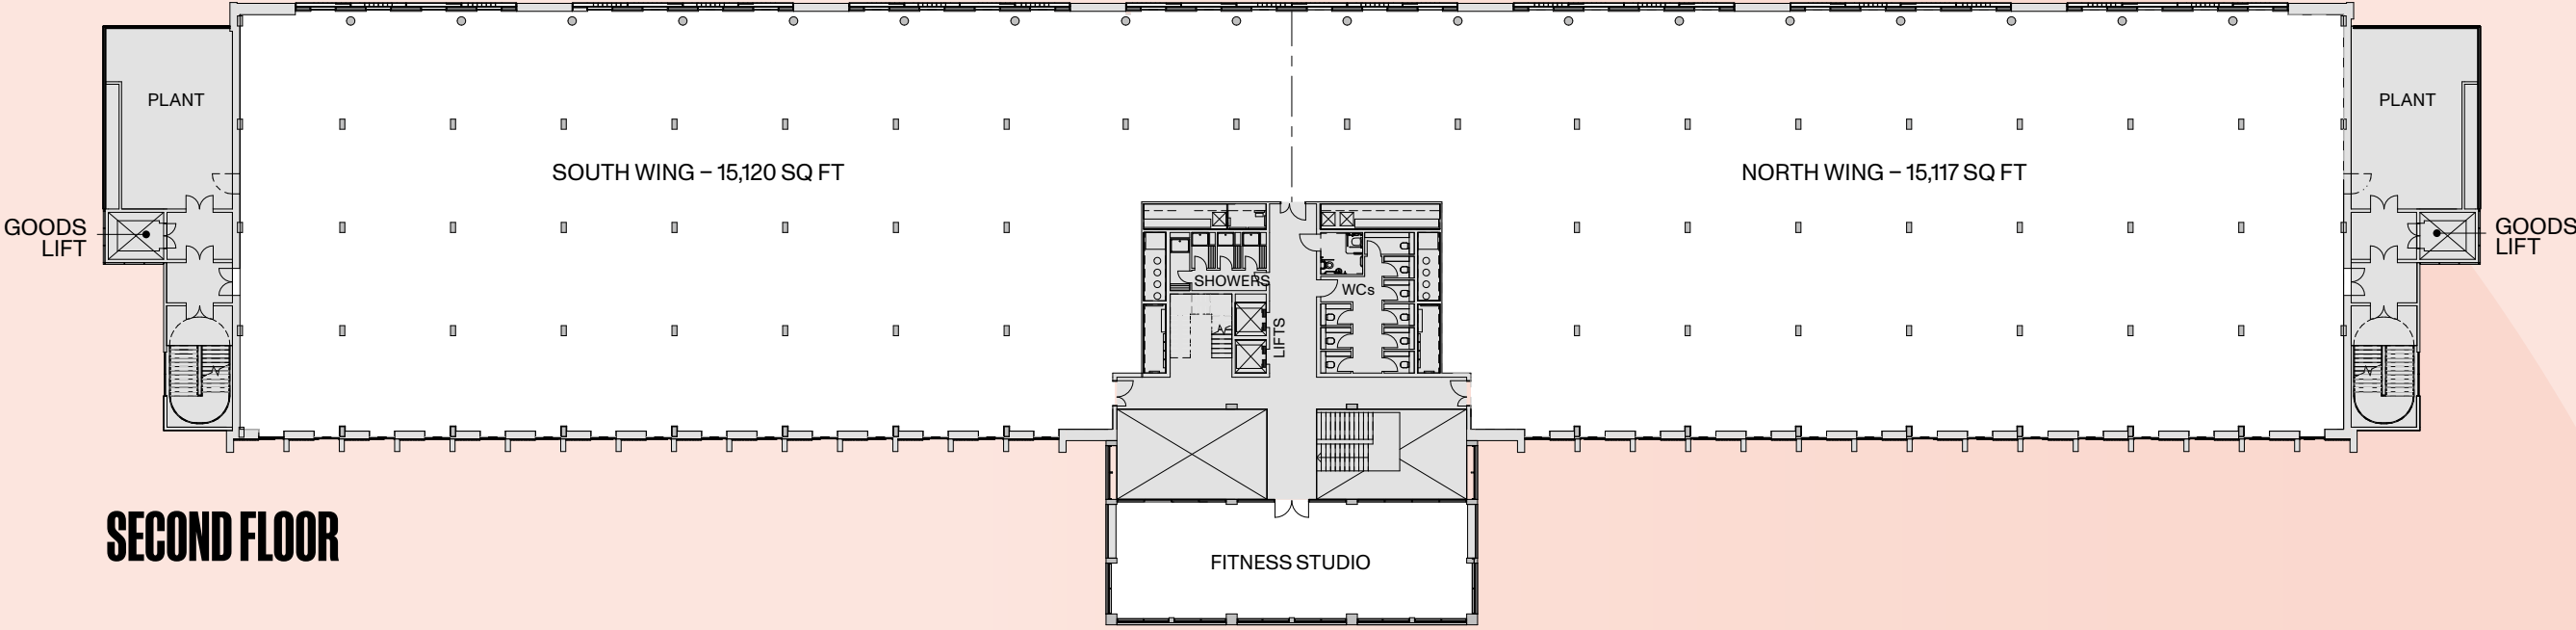 PLANT
PLANT
SOUTH WING – 15,120 SQ FT
NORTH WING – 15,117 SQ FT
GOODS
LIFT
GOODS
LIFT
SHOWERS
WCs
LIFTS
SECOND FLOOR
FITNESS STUDIO